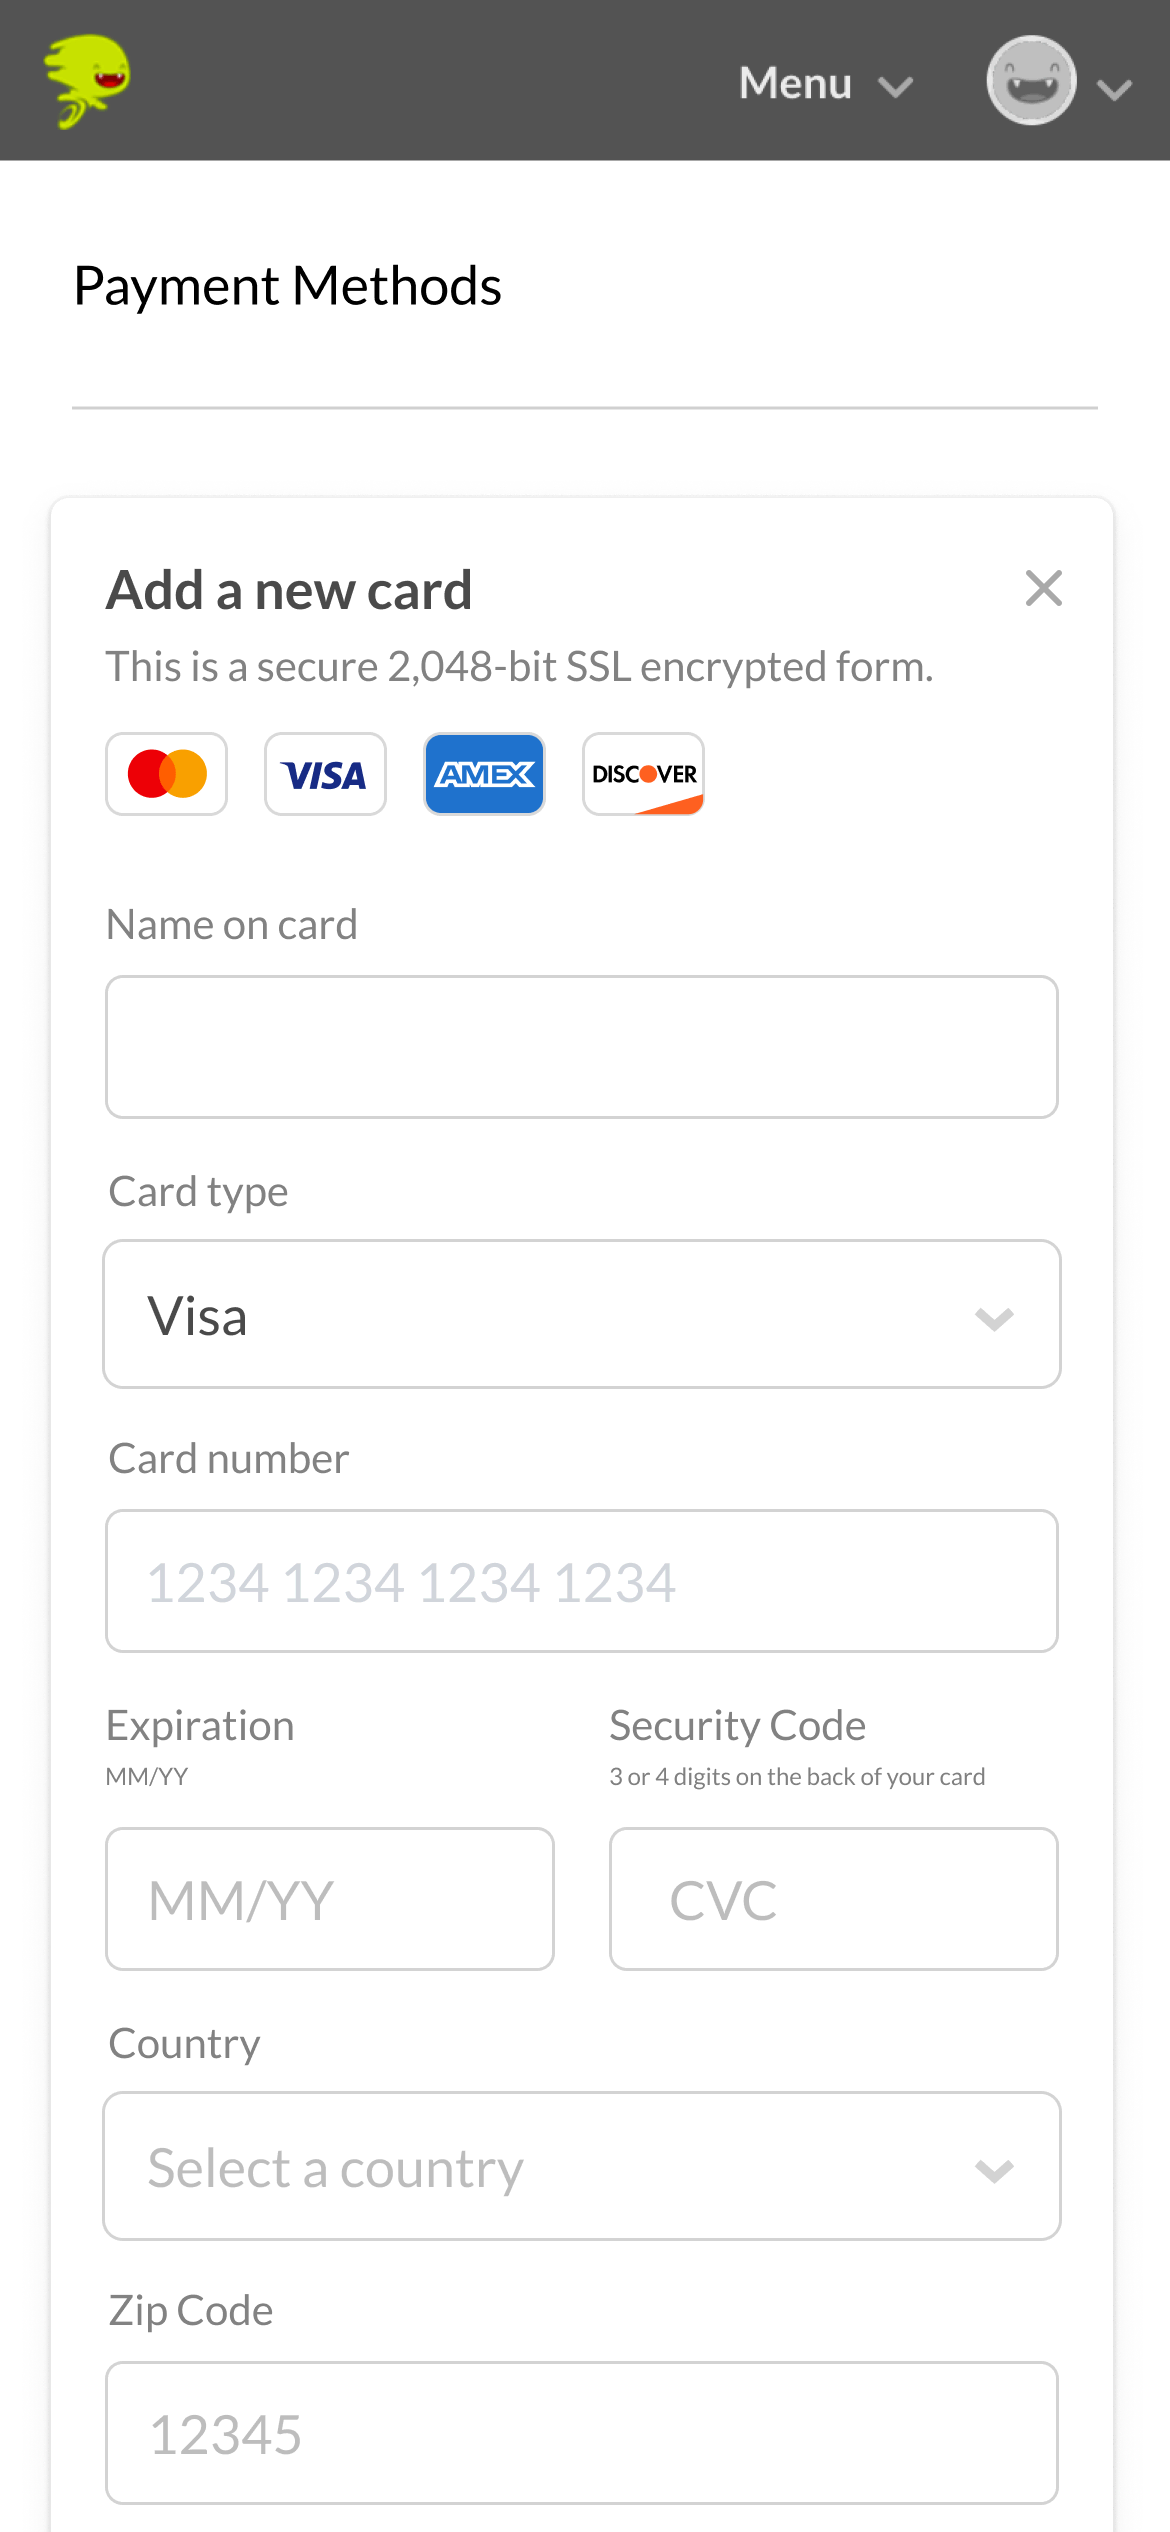 Menu
Payment Methods
Add a new card
This is a secure 2,048-bit SSL encrypted form.
VISA AMEX DISCOVER
Name on card
Card type
Visa
Card number
1234 1234 1234 1234
Expiration Security Code
MM/YY 3 or 4 digits on the back of your card
MM/YY CVC
Country
Select a country
Zip Code
12345